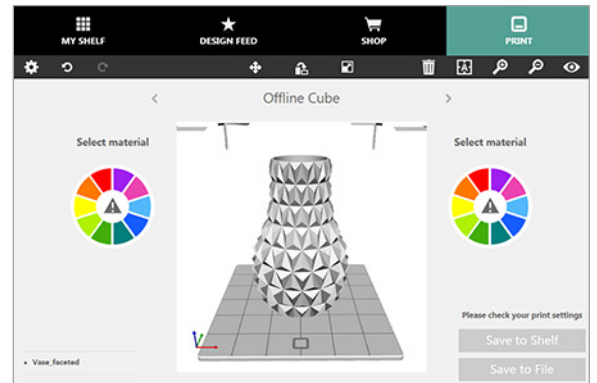 MY SHELF
DESIGN FEED
SHOP
PRINT
A
Offline Cube
Select material
Select material
Please check your print settings
Save to Shelf
Save to File
Vase_faceted